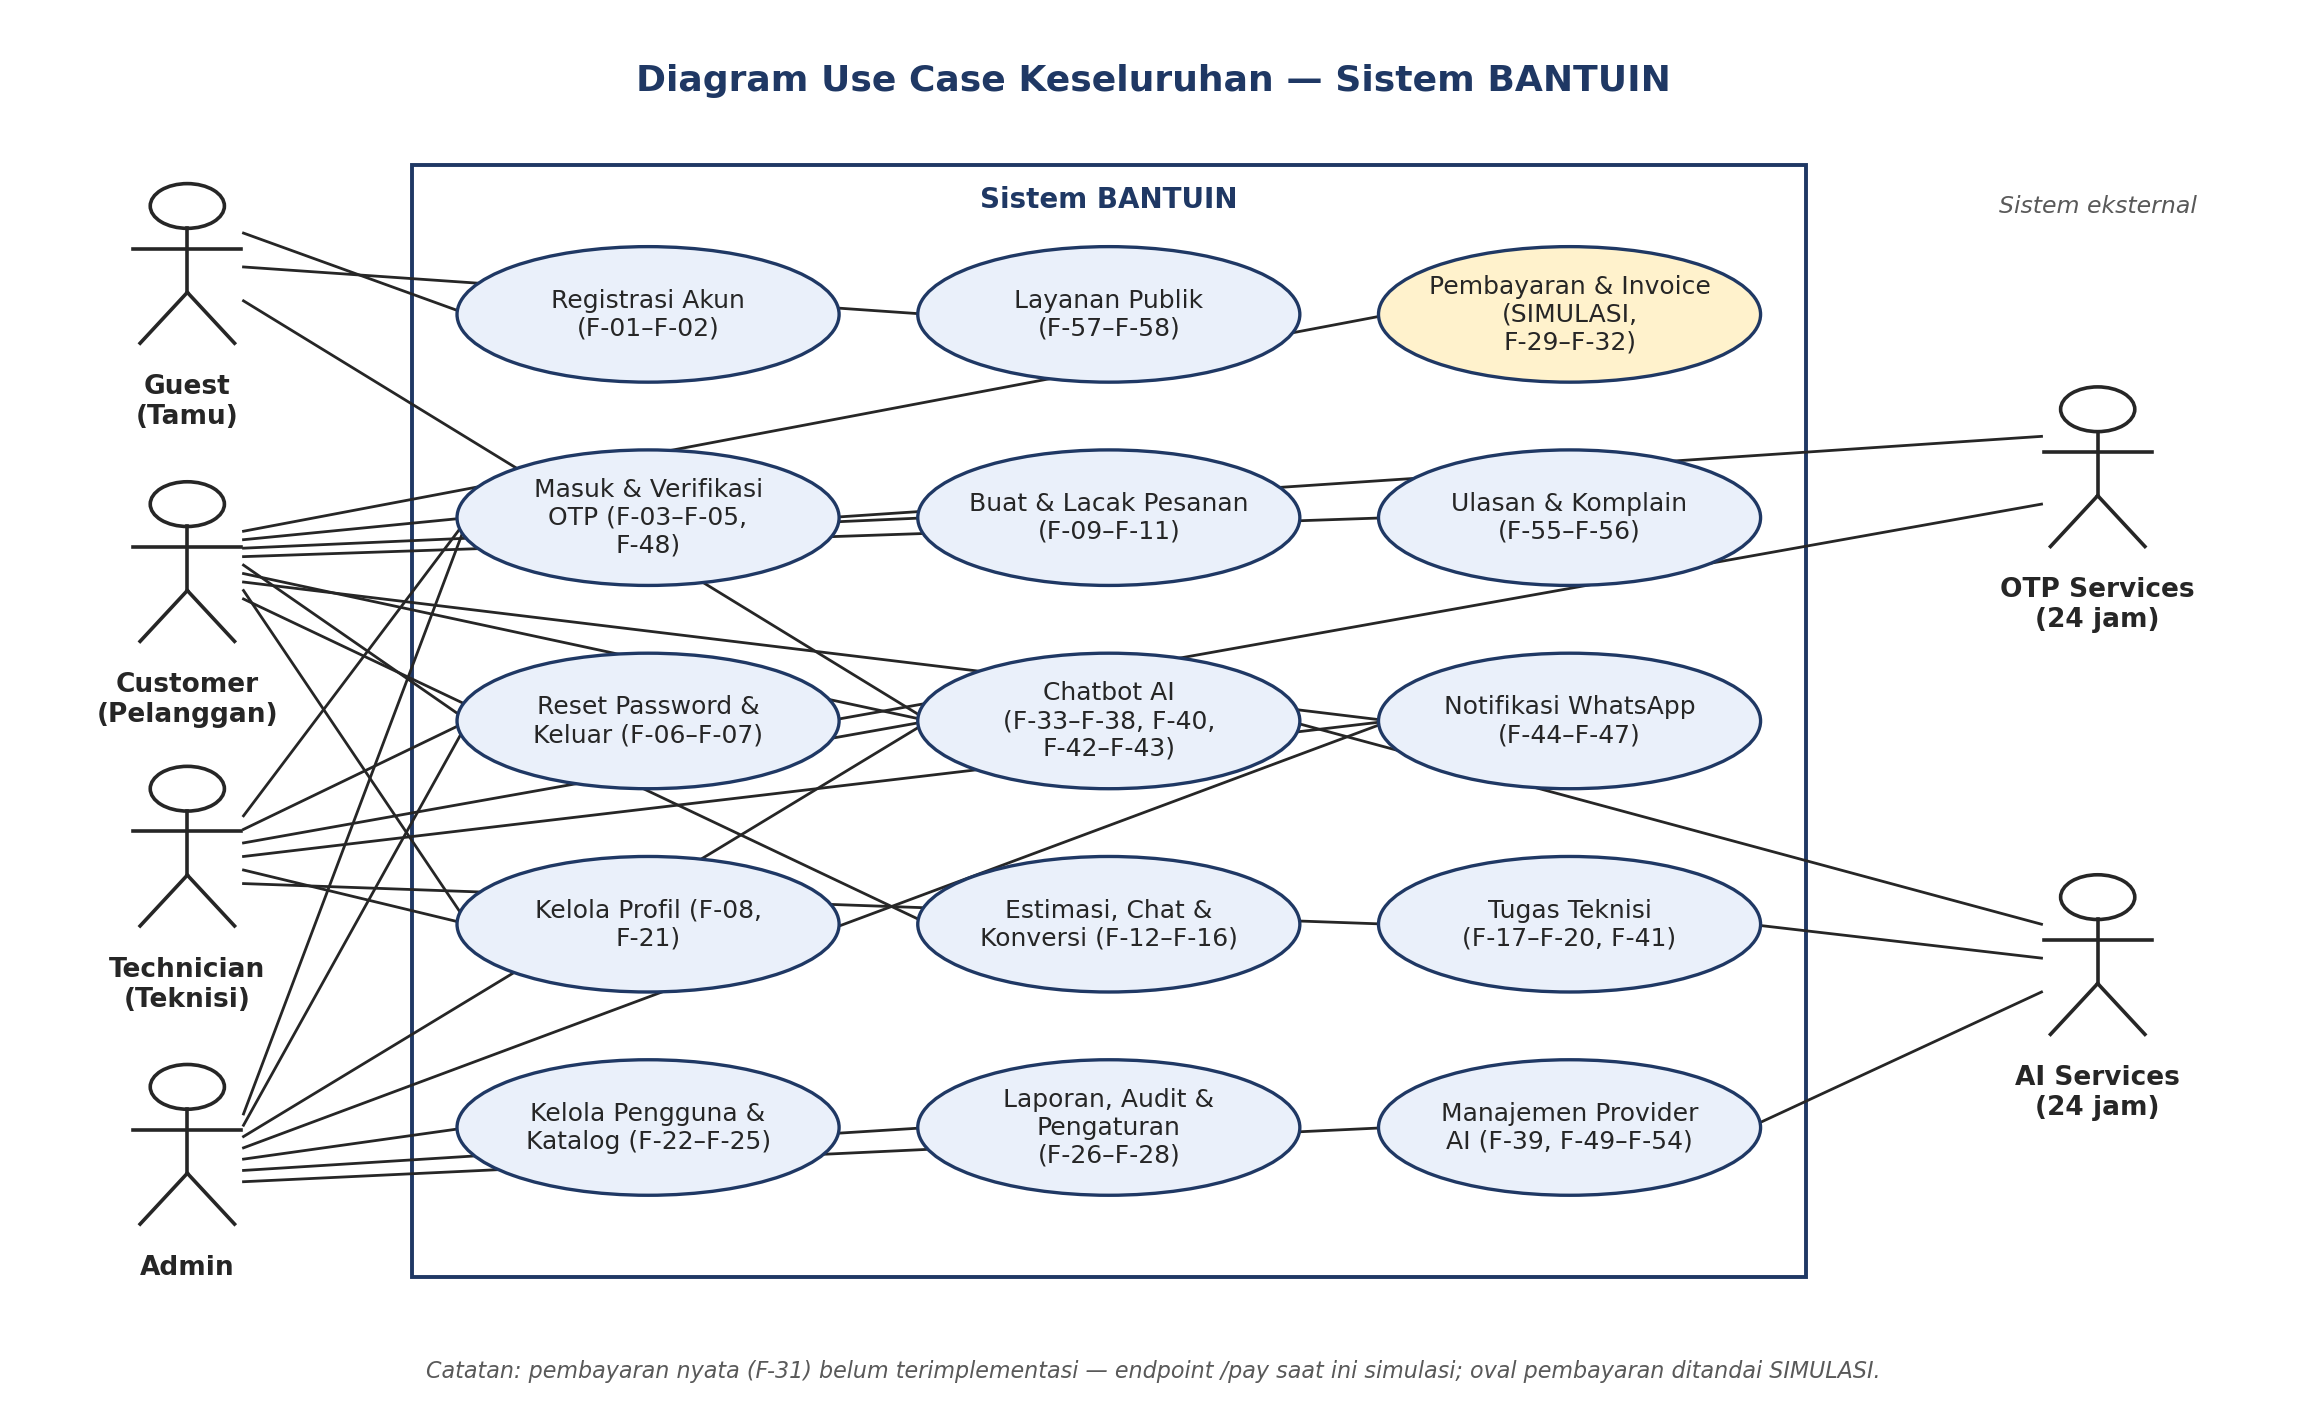 Diagram Use Case Keseluruhan — Sistem BANTUIN
Sistem BANTUIN
Sistem eksternal
Registrasi Akun
(F-01–F-02)
Layanan Publik
(F-57–F-58)
Pembayaran & Invoice
(SIMULASI,
F-29–F-32)
Guest
(Tamu)
Masuk & Verifikasi
OTP (F-03–F-05,
F-48)
Buat & Lacak Pesanan
(F-09–F-11)
Ulasan & Komplain
(F-55–F-56)
OTP Services
(24 jam)
Customer
(Pelanggan)
Reset Password &
Keluar (F-06–F-07)
Chatbot AI
(F-33–F-38, F-40,
F-42–F-43)
Notifikasi WhatsApp
(F-44–F-47)
Technician
(Teknisi)
Kelola Profil (F-08,
F-21)
Estimasi, Chat &
Konversi (F-12–F-16)
Tugas Teknisi
(F-17–F-20, F-41)
AI Services
(24 jam)
Kelola Pengguna &
Katalog (F-22–F-25)
Laporan, Audit &
Pengaturan
(F-26–F-28)
Manajemen Provider
AI (F-39, F-49–F-54)
Admin
Catatan: pembayaran nyata (F-31) belum terimplementasi — endpoint /pay saat ini simulasi; oval pembayaran ditandai SIMULASI.